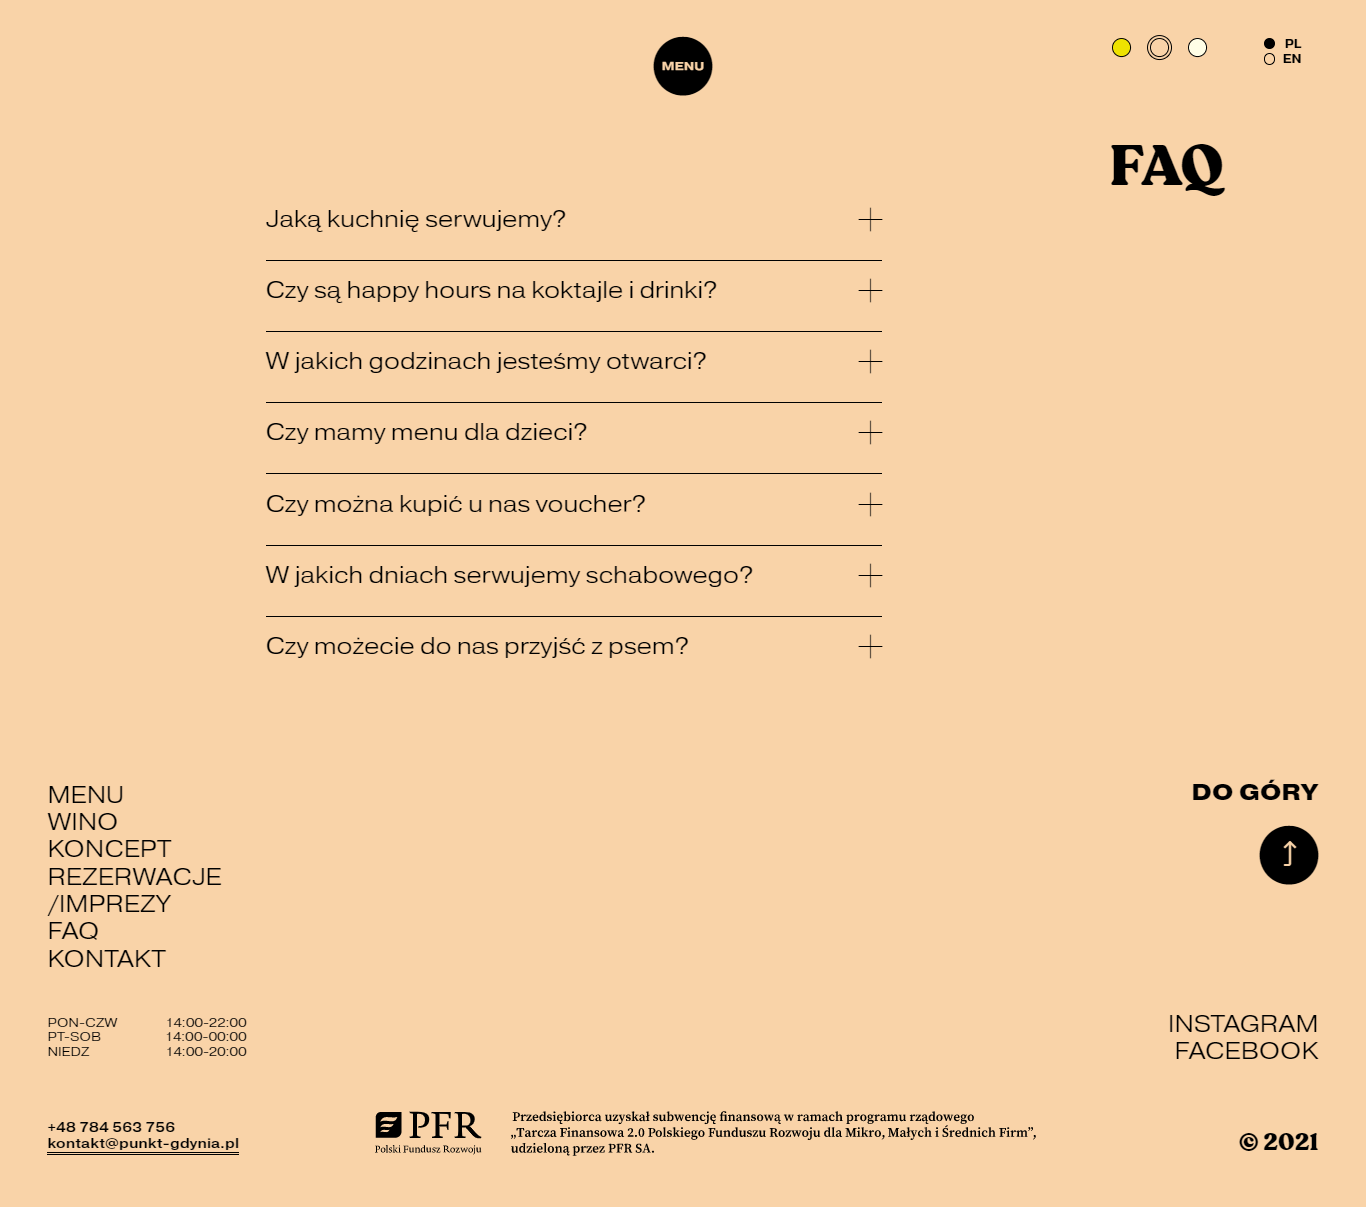 MENU
PL
EN
FAQ
Jaką kuchnię serwujemy?
Czy są happy hours na koktajle i drinki?
W jakich godzinach jesteśmy otwarci?
Czy mamy menu dla dzieci?
Czy można kupić u nas voucher?
W jakich dniach serwujemy schabowego?
Czy możecie do nas przyjść z psem?
MENU
WINO
KONCEPT
REZERWACJE
/IMPREZY
FAQ
KONTAKT
DO GÓRY
PON-CZW 14:00-22:00
PT-SOB 14:00-00:00
NIEDZ 14:00-20:00
INSTAGRAM
FACEBOOK
+48 784 563 756
kontakt@punkt-gdynia.pl
PFR
Polski Fundusz Rozwoju
Przedsiębiorca uzyskał subwencję finansową w ramach programu rządowego
„Tarcza Finansowa 2.0 Polskiego Funduszu Rozwoju dla Mikro, Małych i Średnich Firm”,
udzieloną przez PFR SA.
© 2021